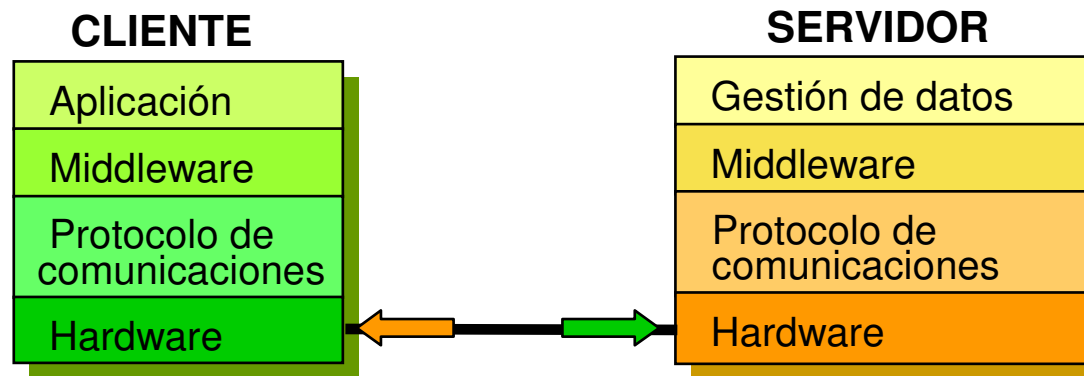 CLIENTE
Aplicación
Middleware
Protocolo de
comunicaciones
Hardware
SERVIDOR
Gestión de datos
Middleware
Protocolo de
comunicaciones
Hardware